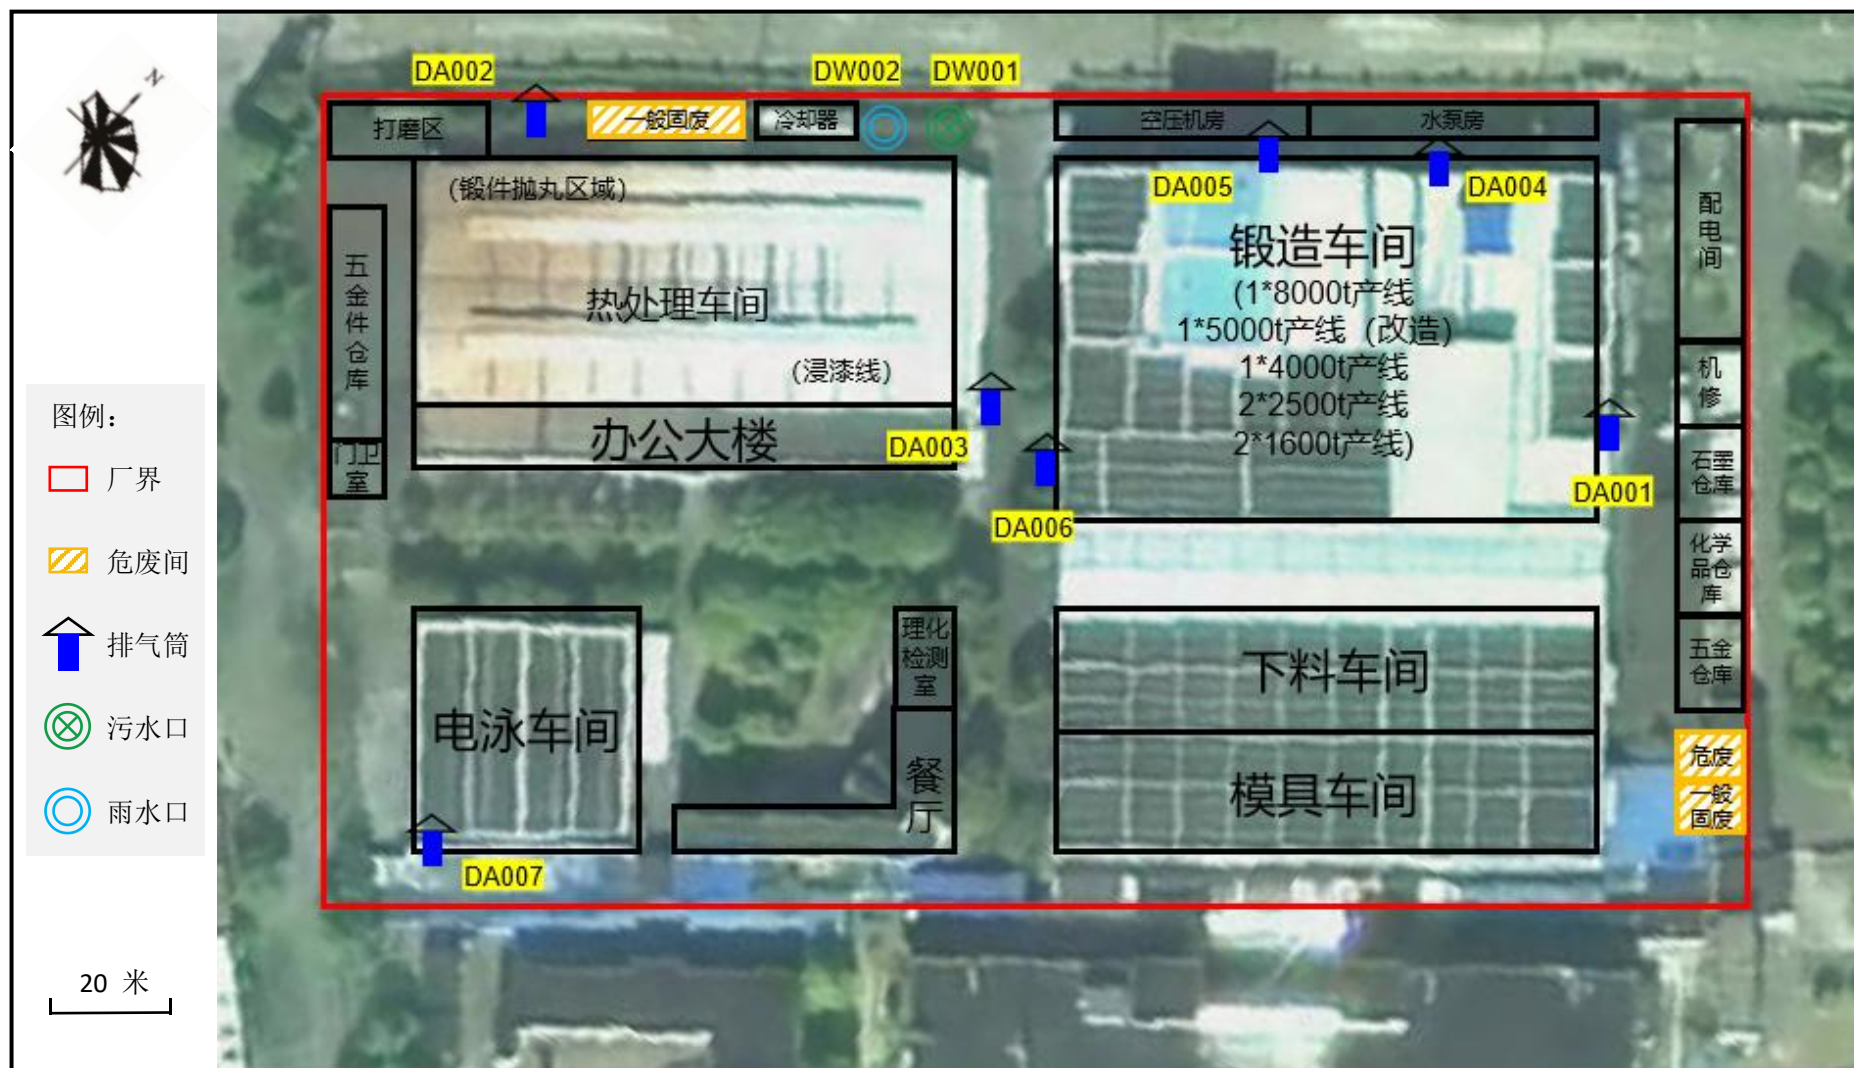 N
DA002
DW002
DW001
打磨区
一般固废
冷却器
空压机房
水泵房
(锻件抛丸区域)
DA005
DA004
配
电
间
五
金
件
仓
库
热处理车间
锻造车间
(1*8000t产线
1*5000t产线（改造）
1*4000t产线
2*2500t产线
2*1600t产线)
(浸漆线)
机
修
办公大楼
DA003
门卫
室
石墨
仓库
DA001
DA006
化学
品仓
库
理化
检测
室
下料车间
五金
仓库
电泳车间
餐
厅
模具车间
危废
一般
固废
DA007
图例：
厂界
危废间
排气筒
污水口
雨水口
20 米